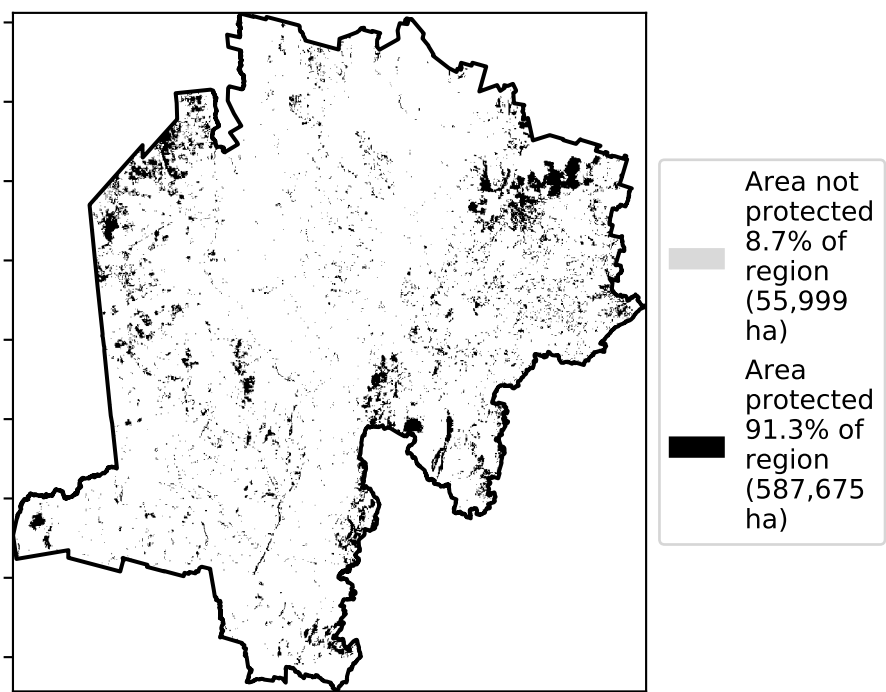 Area not
protected
8.7% of
region
(55,999
ha)
Area
protected
91.3% of
region
(587,675
ha)